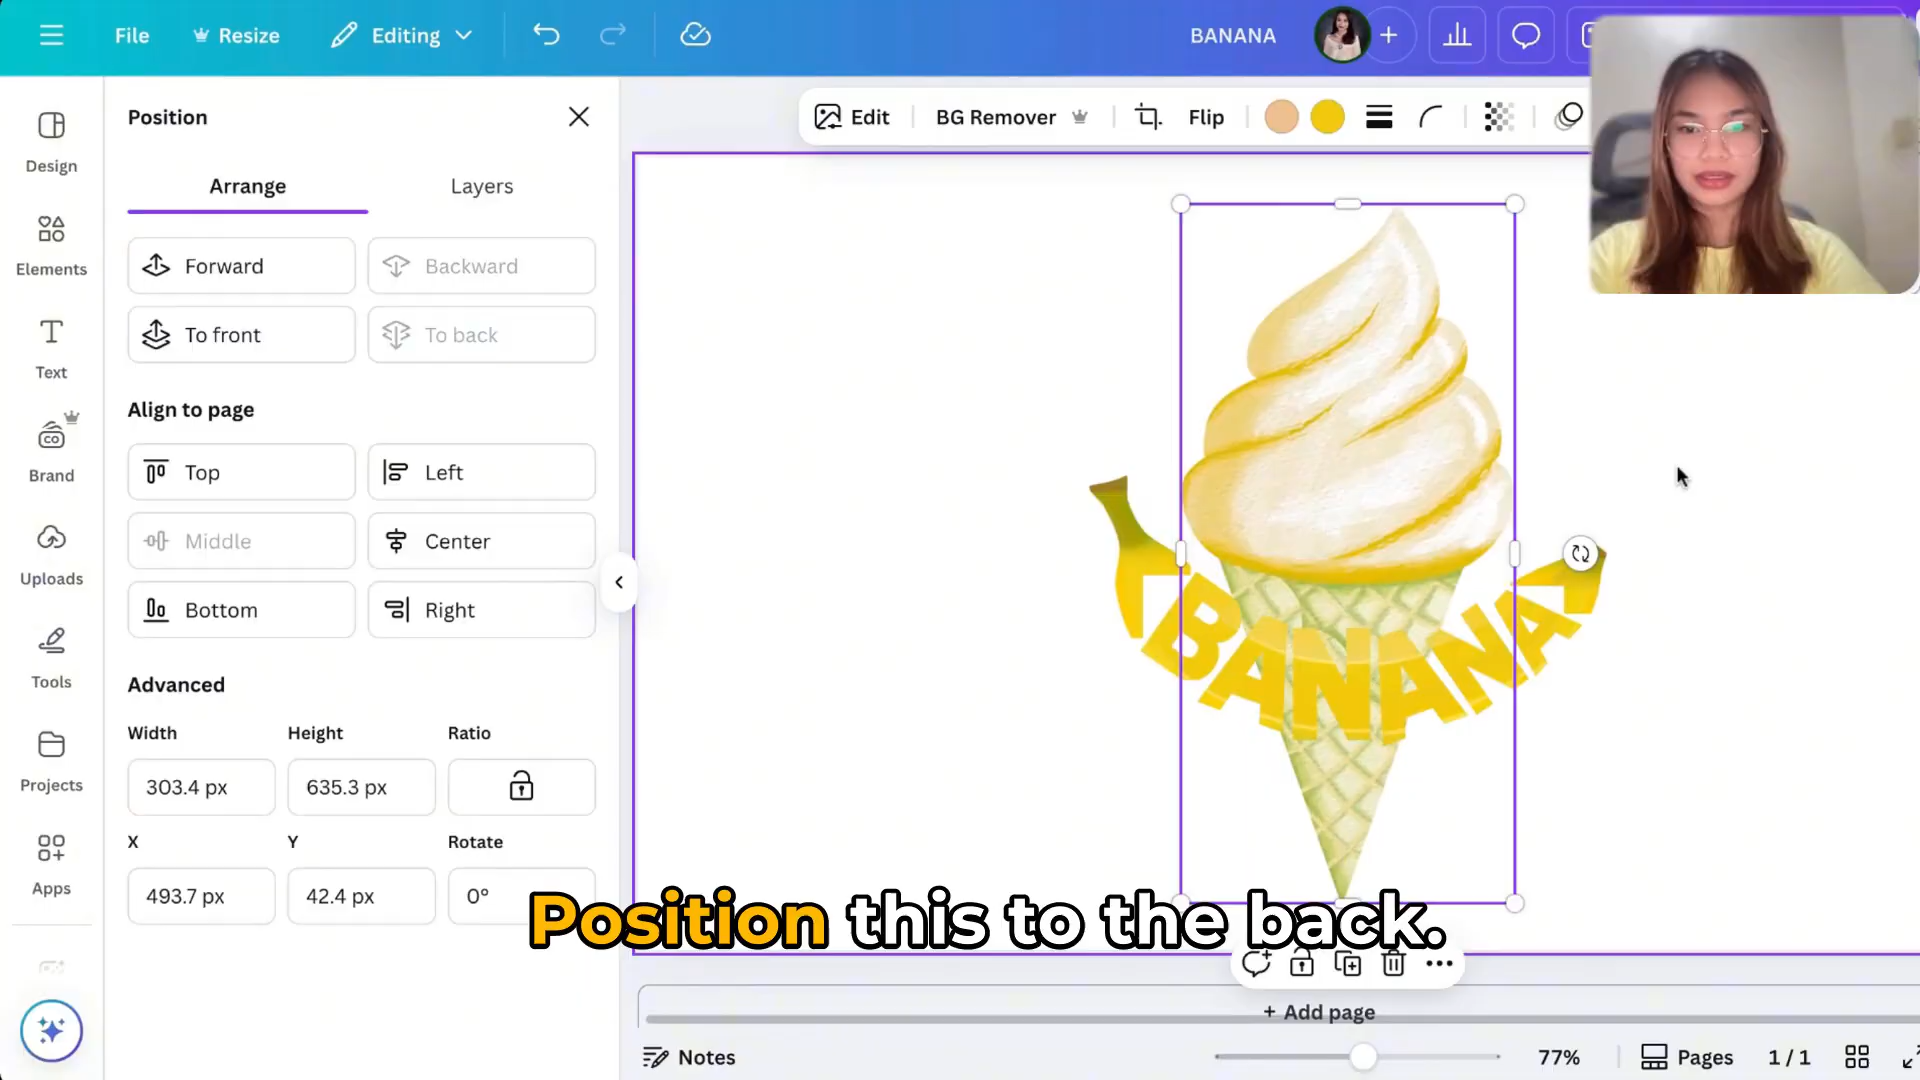 File
Resize
Editing
BANANA
Design
Elements
Text
Brand
CO
Uploads
Tools
Projects
Apps
Position
Arrange
Layers
Forward
Backward
To front
To back
Align to page
Top
Left
Middle
Center
Bottom
Right
Advanced
Width
Height
Ratio
303.4 px
635.3 px
X
Y
Rotate
493.7 px
42.4 px
0°
Edit
BG Remover
Flip
BANANA
Position this to the back.
+ Add page
Notes
77%
Pages
1 / 1